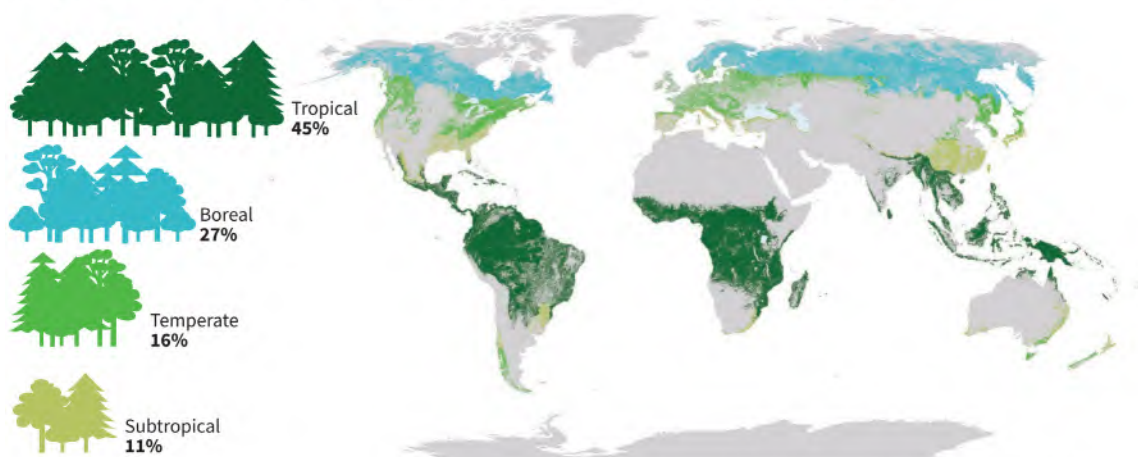 Tropical
45%
Boreal
27%
Temperate
16%
Subtropical
11%